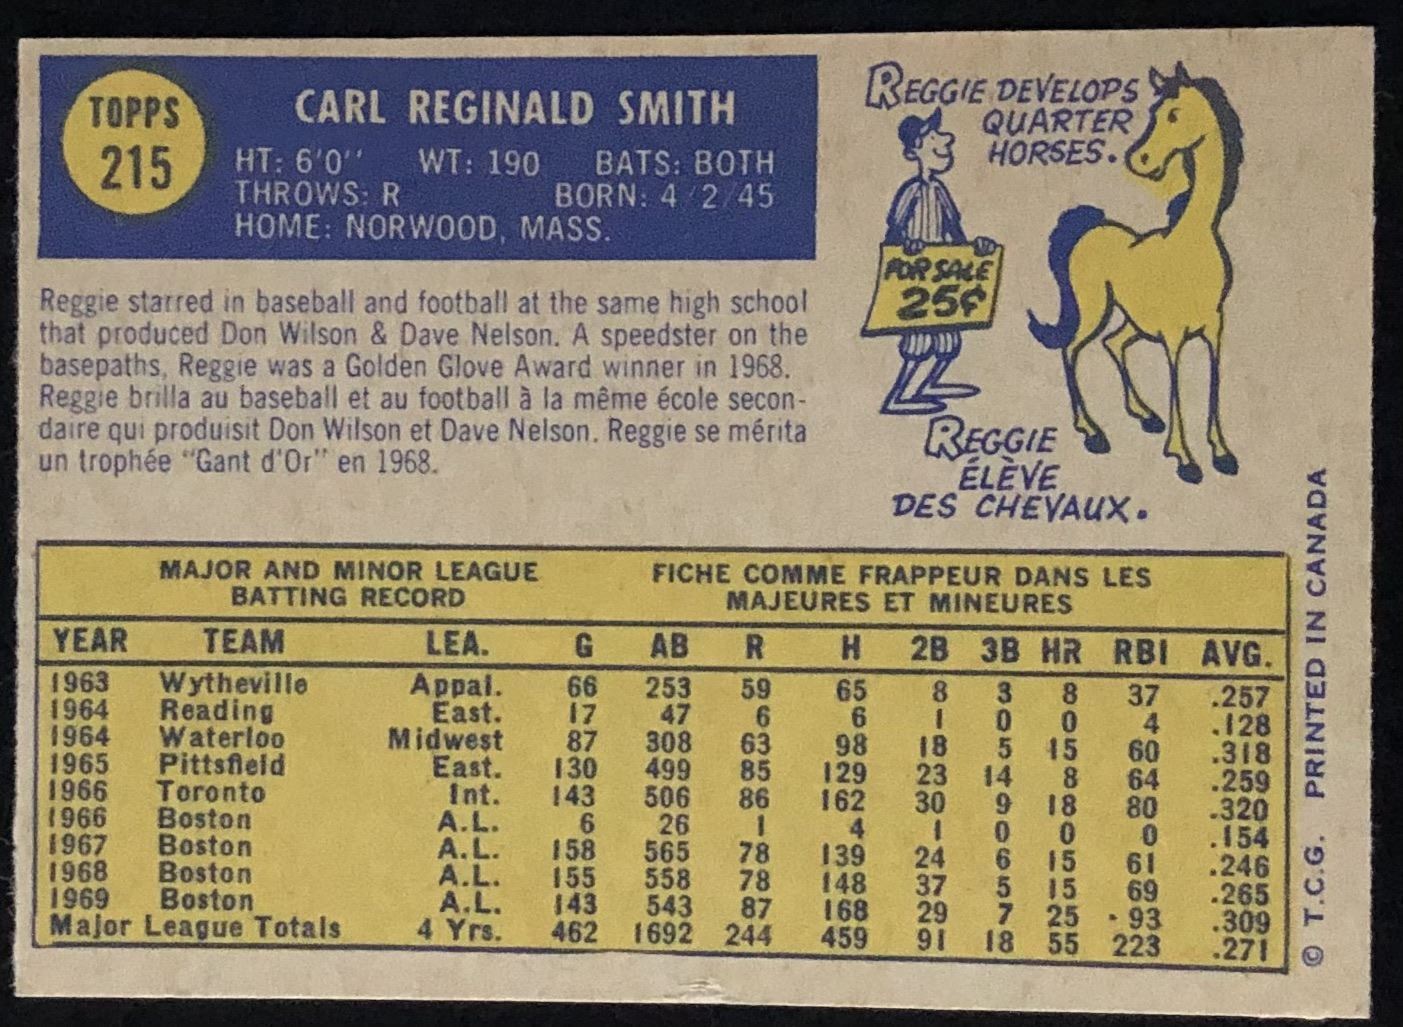 TOPPS
215
CARL REGINALD SMITH
HT: 6'0'' WT: 190 BATS: BOTH
THROWS: R BORN: 4/2/45
HOME: NORWOOD, MASS.
REGGIE DEVELOPS
QUARTER
HORSES.
FOR SALE
25¢
Reggie starred in baseball and football at the same high school
that produced Don Wilson & Dave Nelson. A speedster on the
basepaths, Reggie was a Golden Glove Award winner in 1968.
Reggie brilla au baseball et au football à la même école secon-
daire qui produisit Don Wilson et Dave Nelson. Reggie se mérita
un trophée "Gant d'Or" en 1968.
REGGIE
ÉLÈVE
DES CHEVAUX.
MAJOR AND MINOR LEAGUE
BATTING RECORD
FICHE COMME FRAPPEUR DANS LES
MAJEURES ET MINEURES
YEAR TEAM LEA. G AB R H 2B 3B HR RBI AVG.
1963 Wytheville Appal. 66 253 59 65 8 3 8 37 .257
1964 Reading East. 17 47 6 6 1 0 0 4 .128
1964 Waterloo Midwest 87 308 63 98 18 5 15 60 .318
1965 Pittsfield East. 130 499 85 129 23 14 8 64 .259
1966 Toronto Int. 143 506 86 162 30 9 18 80 .320
1966 Boston A.L. 6 26 1 4 1 0 0 0 .154
1967 Boston A.L. 158 565 78 139 24 6 15 61 .246
1968 Boston A.L. 155 558 78 148 37 5 15 69 .265
1969 Boston A.L. 143 543 87 168 29 7 25 93 .309
Major League Totals 4 Yrs. 462 1692 244 459 91 18 55 223 .271
© T.C.G. PRINTED IN CANADA